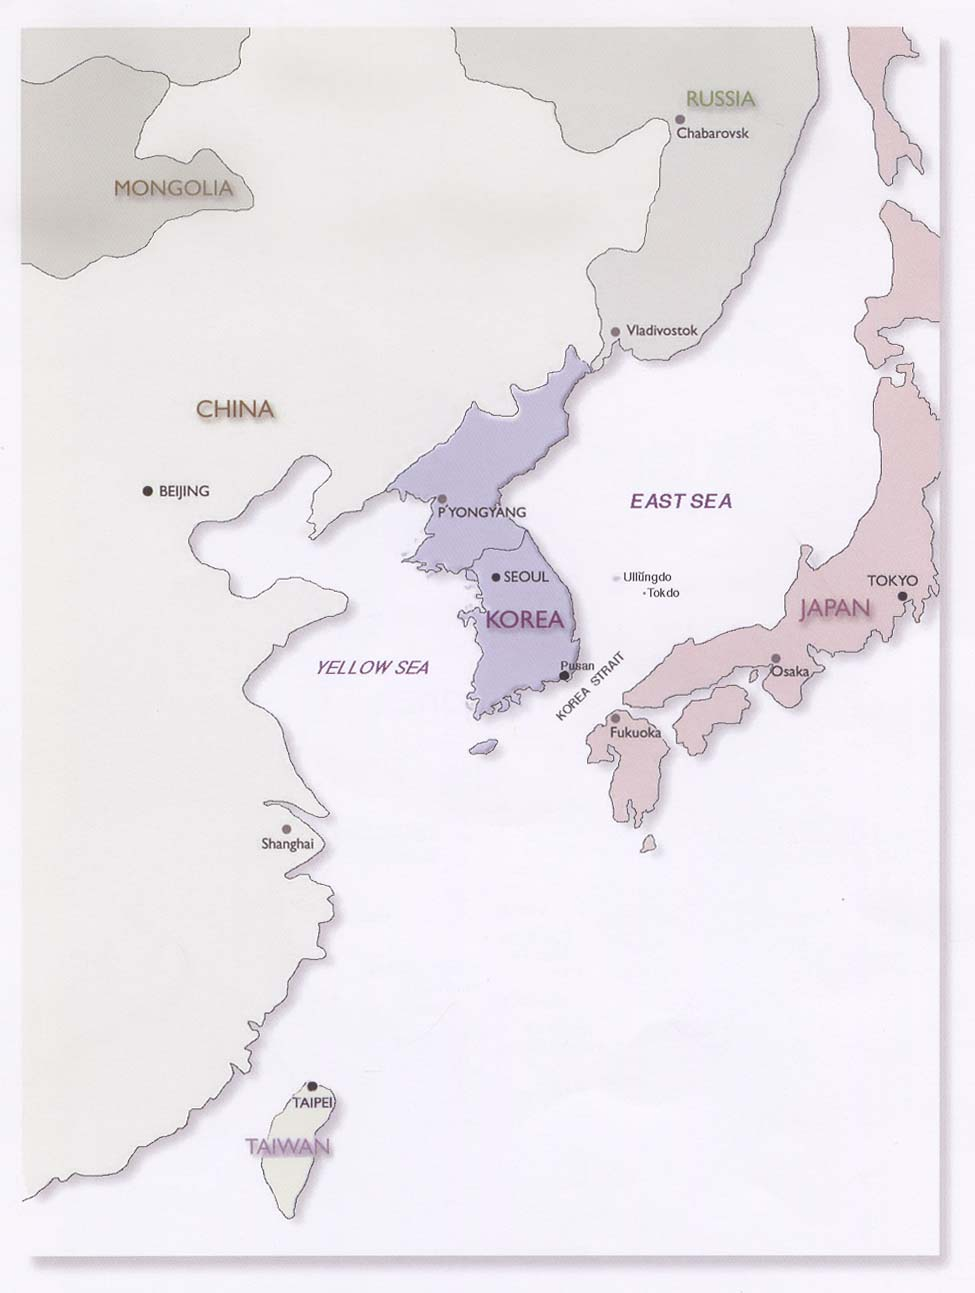 RUSSIA
Chabarovsk
MONGOLIA
Vladivostok
CHINA
BEIJING
EAST SEA
P'YONGYANG
SEOUL
Ullŭngdo
Tokdo
TOKYO
JAPAN
KOREA
YELLOW SEA
Pusan
KOREA STRAIT
Osaka
Fukuoka
Shanghai
TAIPEI
TAIWAN